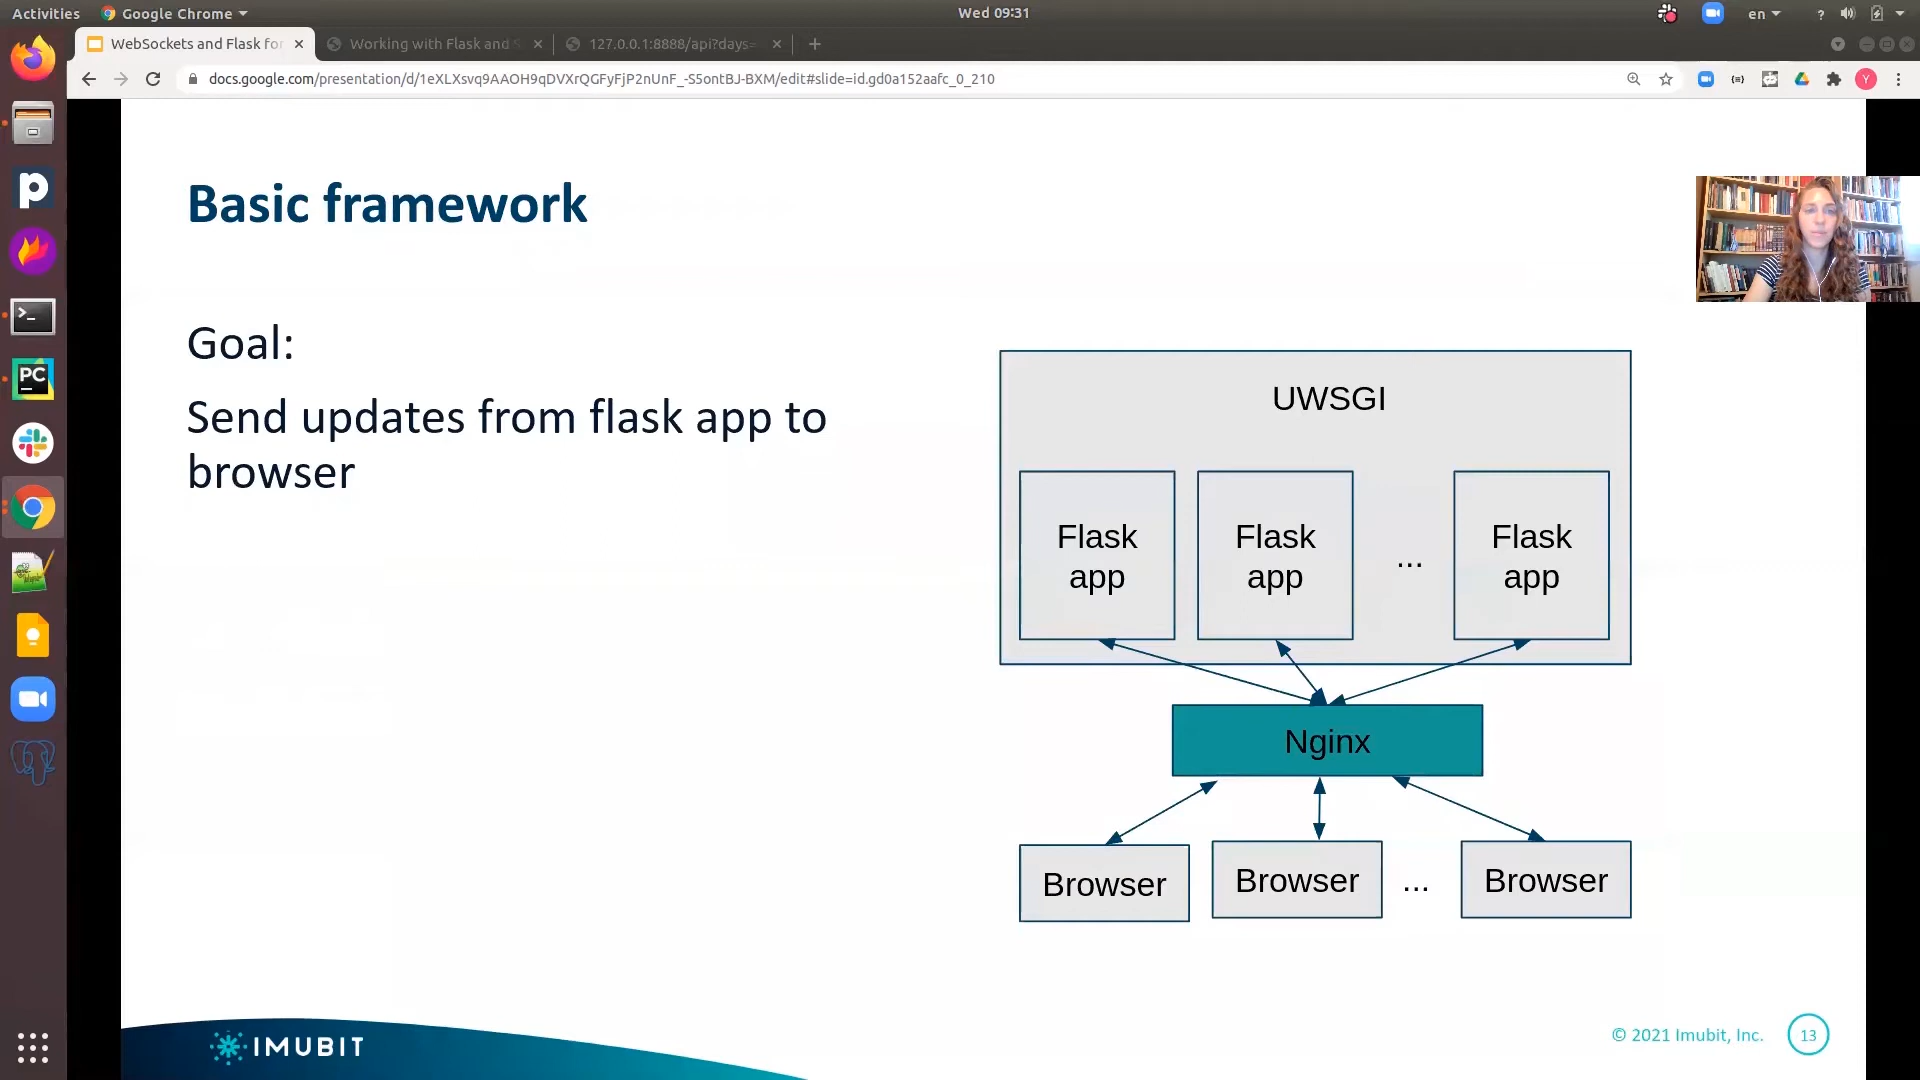 Activities
Google Chrome
Wed 09:31
en
?
WebSockets and Flask for
Working with Flask and S
127.0.0.1:8888/api?days=
docs.google.com/presentation/d/1eXLXsvq9AAOH9qDVXrQGFyFjP2nUnF_-S5ontBJ-BXM/edit#slide=id.gd0a152aafc_0_210
Y
p
PC
Basic framework
Goal:
Send updates from flask app to
browser
UWSGI
Flask
app
Flask
app
...
Flask
app
Nginx
Browser
Browser
...
Browser
IMUBIT
© 2021 Imubit, Inc.
13